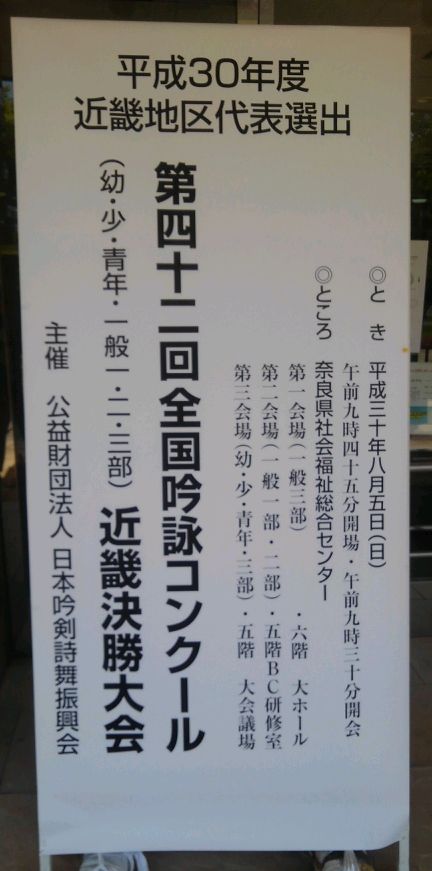 平成30年度
近畿地区代表選出
◎とき 平成三十年八月五日(日)
午前九時四十五分開場・午前九時三十分開会
◎ところ 奈良県社会福祉総合センター
第一会場(一般三部) ・六階 大ホール
第二会場(一般一部・二部)・五階BC研修室
第三会場(幼・少・青年・三部)・五階 大会議場
第四十二回全国吟詠コンクール
(幼・少・青年・一般一・二・三部) 近畿決勝大会
主催 公益財団法人 日本吟剣詩舞振興会